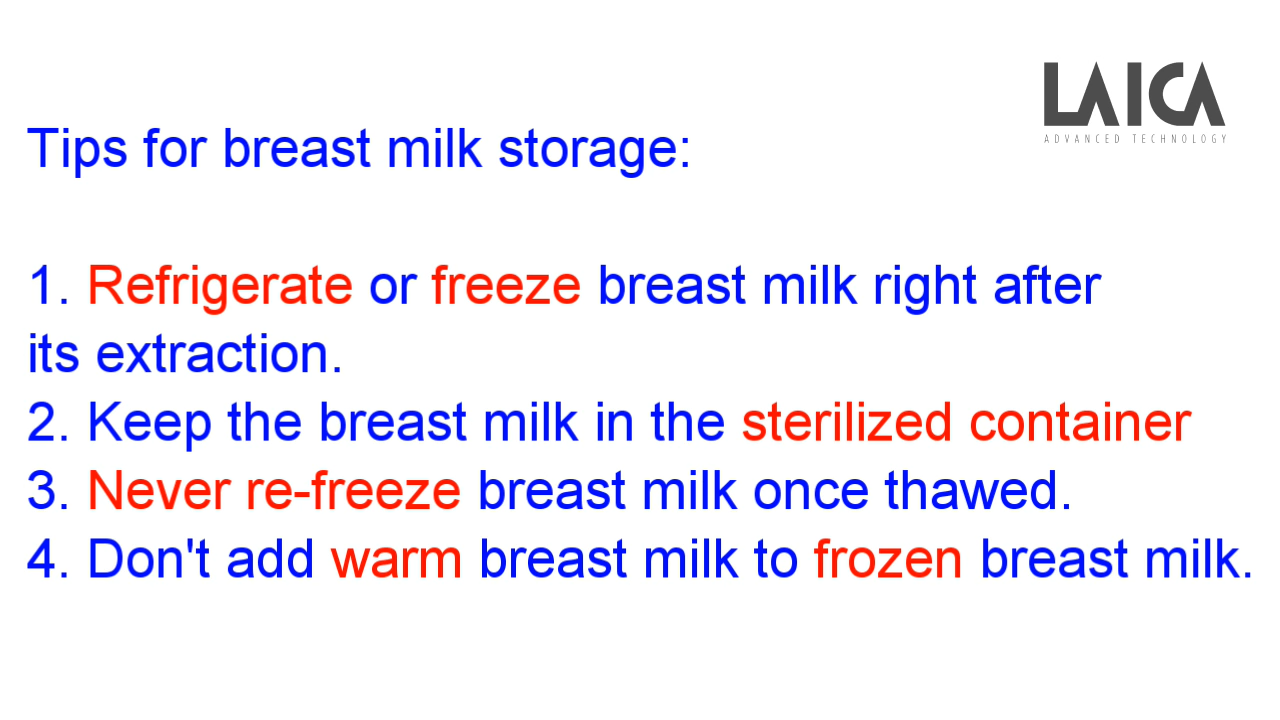 LAICA
ADVANCED TECHNOLOGY
Tips for breast milk storage:
1. Refrigerate or freeze breast milk right after
its extraction.
2. Keep the breast milk in the sterilized container
3. Never re-freeze breast milk once thawed.
4. Don't add warm breast milk to frozen breast milk.